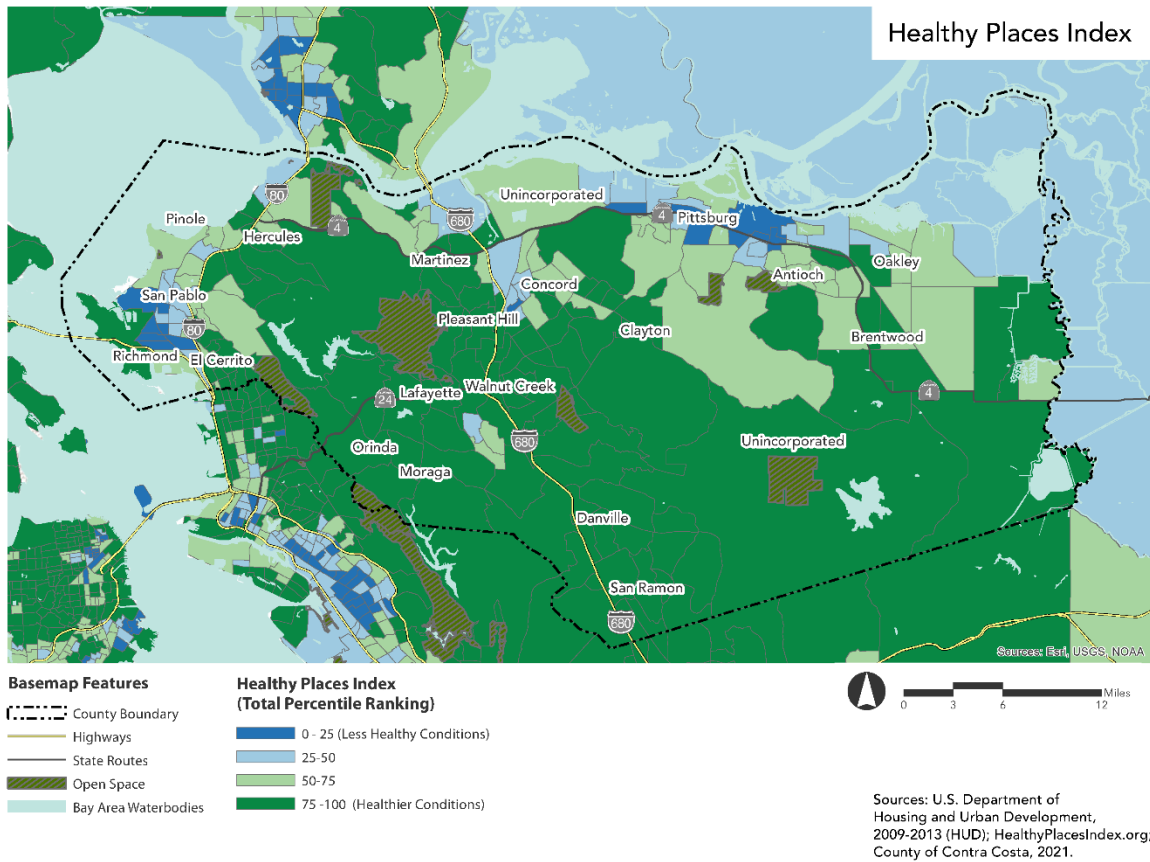 Healthy Places Index
80
Unincorporated
Pinole
4
680
4
Pittsburg
Hercules
Martinez
Oakley
Antioch
Concord
San Pablo
80
Pleasant Hill
Clayton
Brentwood
Richmond
El Cerrito
Walnut Creek
24
Lafayette
4
680
Unincorporated
Orinda
Moraga
Danville
San Ramon
680
Sources: Esri, USGS, NOAA
Basemap Features
County Boundary
Highways
State Routes
Open Space
Bay Area Waterbodies
Healthy Places Index
(Total Percentile Ranking)
0 - 25 (Less Healthy Conditions)
25-50
50-75
75 -100 (Healthier Conditions)
Miles
0 3 6 12
Sources: U.S. Department of
Housing and Urban Development,
2009-2013 (HUD); HealthyPlacesIndex.org;
County of Contra Costa, 2021.